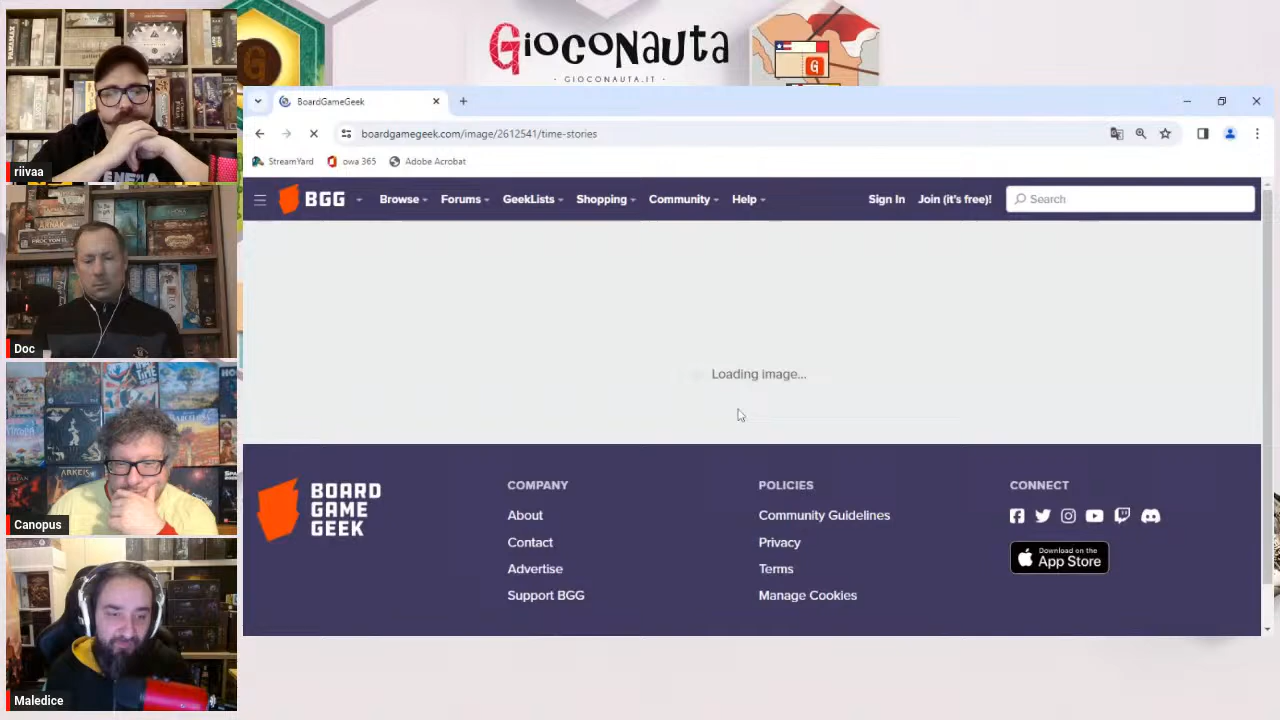 GIOCONAUTA
· GIOCONAUTA.IT ·
riivaa
Doc
Canopus
Maledice
BoardGameGeek
boardgamegeek.com/image/2612541/time-stories
StreamYard
owa 365
Adobe Acrobat
BGG
Browse
Forums
GeekLists
Shopping
Community
Help
Sign In
Join (it's free!)
Search
Loading image...
BOARD
GAME
GEEK
COMPANY
About
Contact
Advertise
Support BGG
POLICIES
Community Guidelines
Privacy
Terms
Manage Cookies
CONNECT
Download on the
App Store